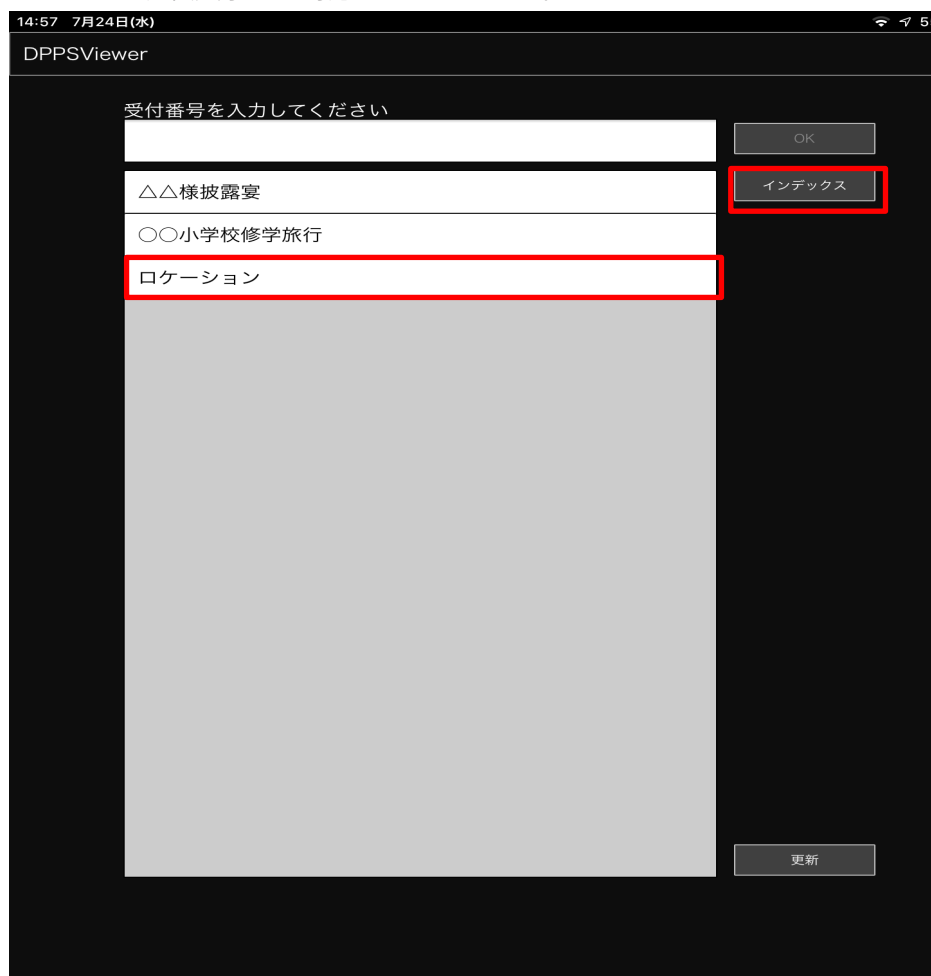 14:57 7月24日(水) 5
DPPSViewer
受付番号を入力してください
OK
インデックス
△△様披露宴
○○小学校修学旅行
ロケーション
更新